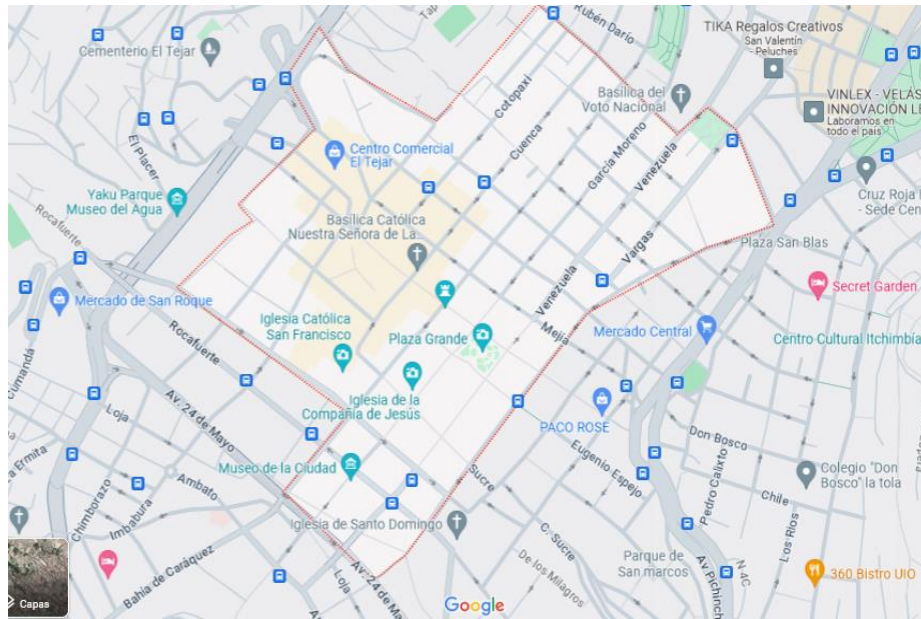 Rubén Darío
TIKA Regalos Creativos
San Valentín
- Peluches
Cementerio El Tejar
Basílica del
Voto Nacional
VINLEX - VELÁS
INNOVACIÓN LI
Laboramos en
todo el país
Cotopaxi
Cuenca
García Moreno
Venezuela
El Placer
Centro Comercial
El Tejar
Yaku Parque
Museo del Agua
Rocafuerte
Cruz Roja
- Sede Cen
Basílica Católica
Nuestra Señora de La...
Vargas
Plaza San Blas
Venezuela
Secret Garden
Mercado de San Roque
Rocafuerte
Iglesia Católica
San Francisco
Plaza Grande
Mejía
Mercado Central
Centro Cultural Itchimbía
Cumanda
Iglesia de la
Compañía de Jesús
PACO ROSE
Loja
Av. 24 de Mayo
Don Bosco
a Ermita
Museo de la Ciudad
Sucre
Eugenio Espejo
Pedro Calixto
Colegio "Don
Bosco" la tola
Chimborazo
Ambato
Imbabura
Chile
Iglesia de Santo Domingo
C. Sucre
Los Ríos
Parque de
San marcos
N-4C
Av Pichinch
De los Milagros
Loja
Av. 24 de Ma
Bahía de Caráquez
360 Bistro UIO
Capas
Google